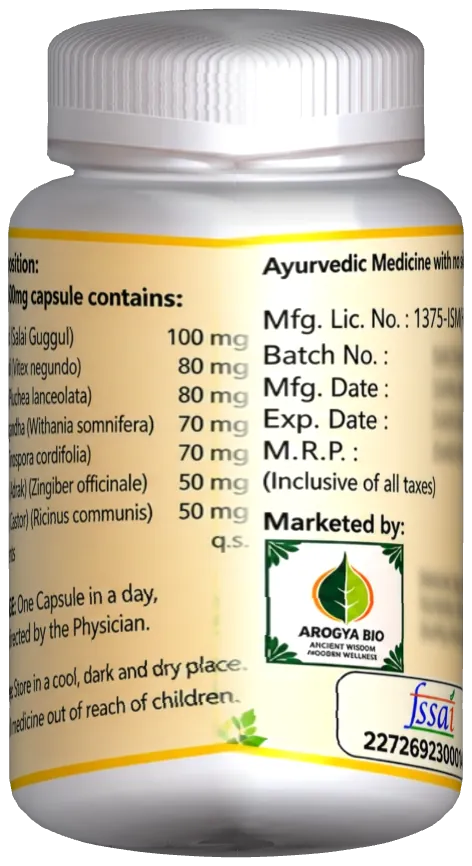 osition:
00mg capsule contains:
(Salai Guggul) 100 mg
(Vitex negundo) 80 mg
Pluchea lanceolata) 80 mg
andha (Withania somnifera) 70 mg
inospora cordifolia) 70 mg
Adrak) (Zingiber officinale) 50 mg
Castor) (Ricinus communis) 50 mg
q.s.
One Capsule in a day,
ected by the Physician.
Store in a cool, dark and dry place.
medicine out of reach of children.
Ayurvedic Medicine with no
Mfg. Lic. No. : 1375-ISM
Batch No. :
Mfg. Date :
Exp. Date :
M.R.P. :
(Inclusive of all taxes)
Marketed by:
AROGYA BIO
ANCIENT WISDOM
MODERN WELLNESS
fssai
2272692300